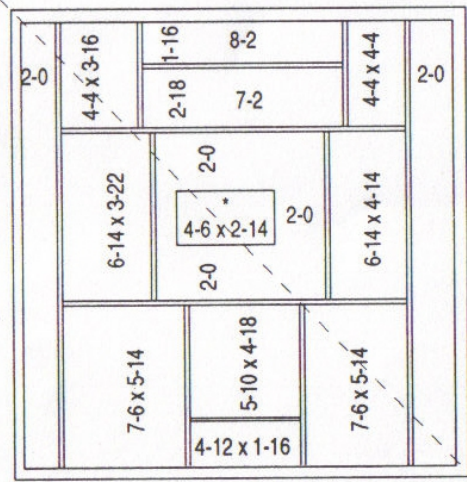 2-0
4-4 x 3-16
1-16
8-2
2-18
7-2
4-4 x 4-4
2-0
6-14 x 3-22
2-0
*
4-6 x 2-14
2-0
2-0
6-14 x 4-14
7-6 x 5-14
5-10 x 4-18
4-12 x 1-16
7-6 x 5-14